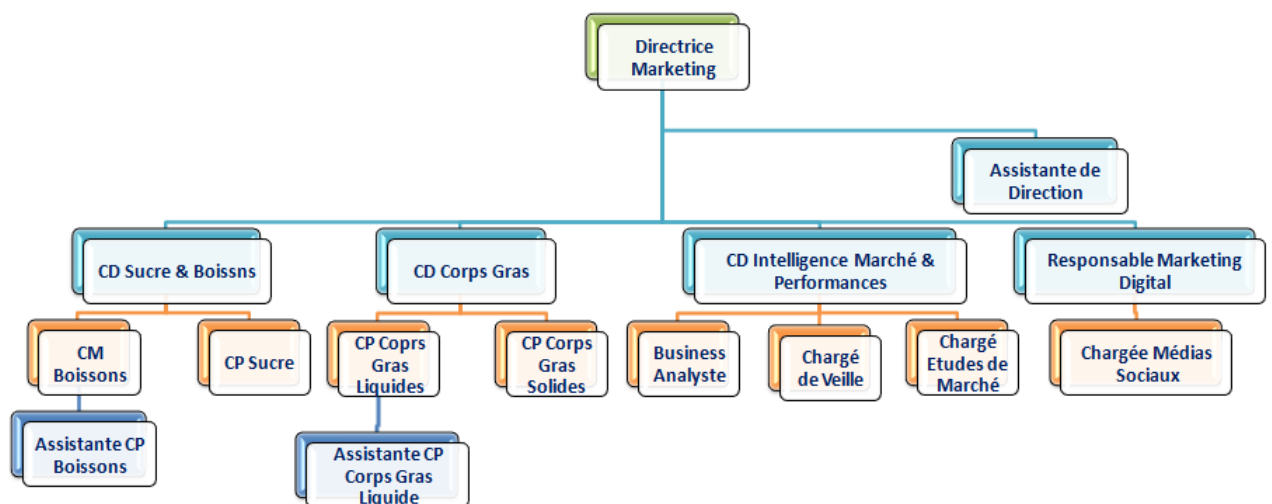 Directrice
Marketing
Assistante de
Direction
CD Sucre & Boissns
CD Corps Gras
CD Intelligence Marché &
Performances
Responsable Marketing
Digital
CM
Boissons
CP Sucre
CP Coprs
Gras
Liquides
CP Corps
Gras
Solides
Business
Analyste
Chargé
de Veille
Chargé
Etudes de
Marché
Chargée Médias
Sociaux
Assistante CP
Boissons
Assistante CP
Corps Gras
Liquide